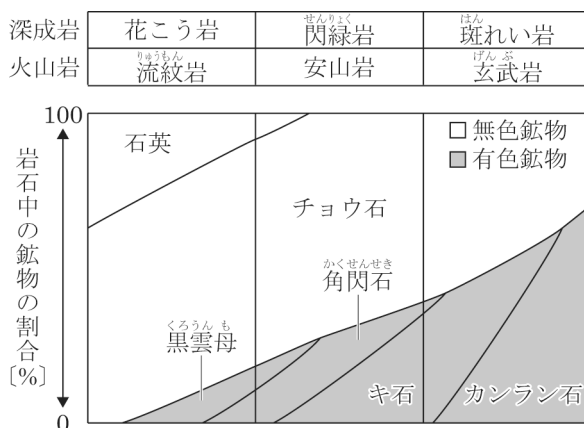 深成岩 花こう岩 閃緑岩 斑れい岩
せんりょく はん
火山岩 流紋岩 安山岩 玄武岩
りゅうもん げんぶ
100
岩石中の鉱物の割合〔%〕
0
石英
チョウ石
無色鉱物
有色鉱物
かくせんせき
角閃石
くろうんも
黒雲母
キ石
カンラン石